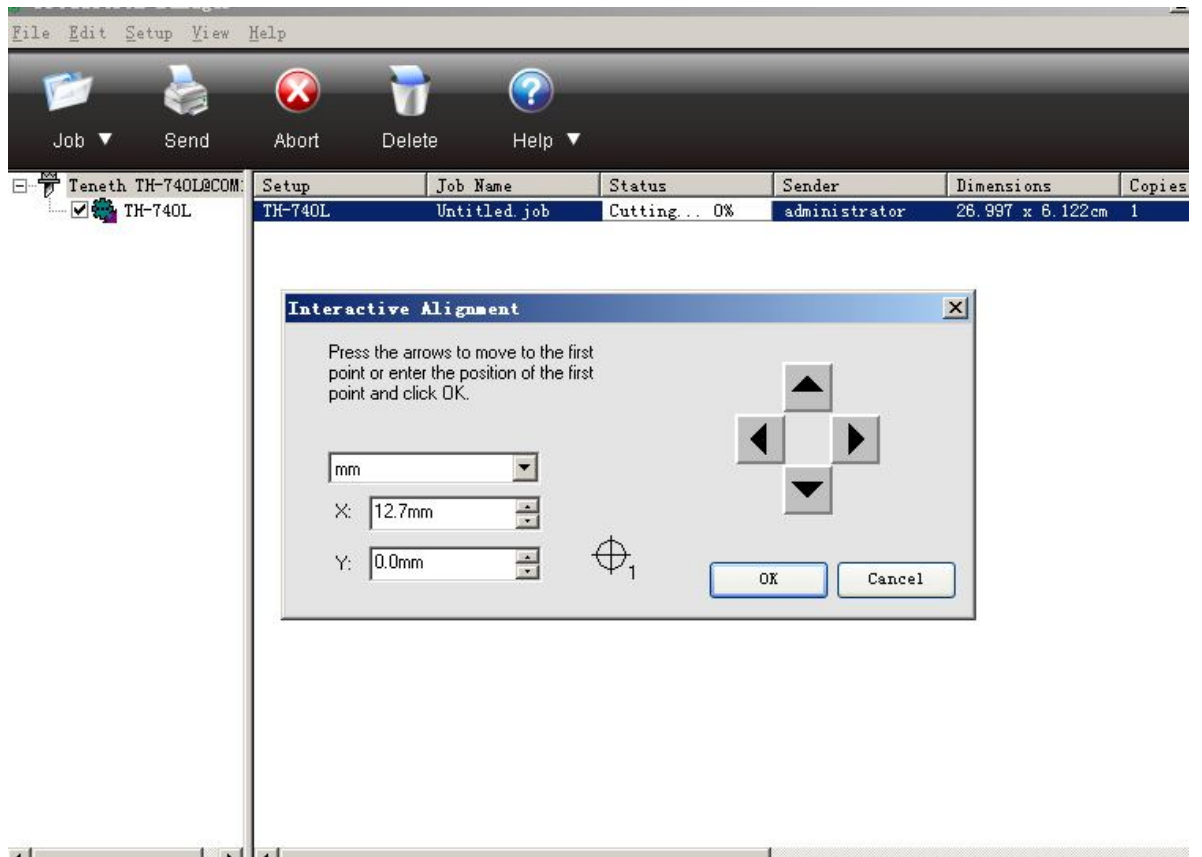 File Edit Setup View Help
Job Send Abort Delete Help
Teneth TH-740L@COM
TH-740L
Setup Job Name Status Sender Dimensions Copies
TH-740L Untitled.job Cutting... 0% administrator 26.997 x 6.122cm 1
Interactive Alignment
Press the arrows to move to the first
point or enter the position of the first
point and click OK.
mm
X: 12.7mm
Y: 0.0mm
1
OK Cancel